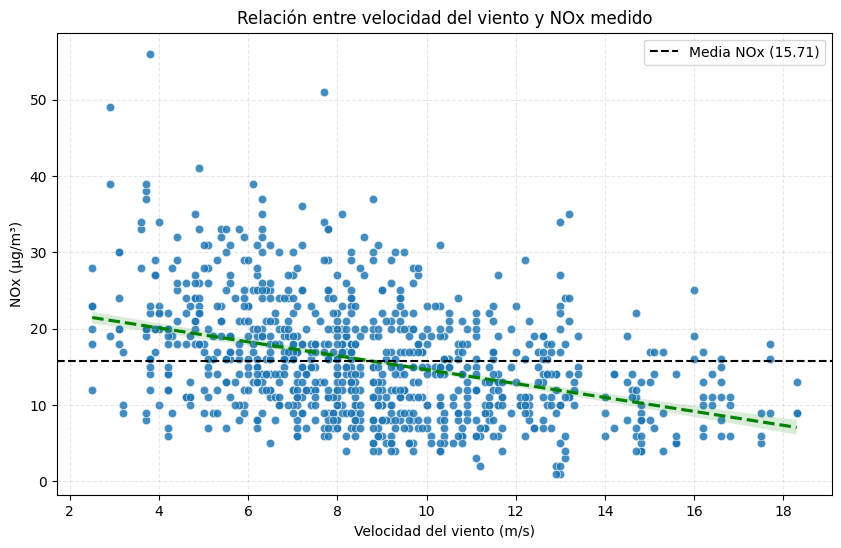 Relación entre velocidad del viento y NOx medido
Media NOx (15.71)
NOx (µg/m³)
50
40
30
20
10
0
2 4 6 8 10 12 14 16 18
Velocidad del viento (m/s)